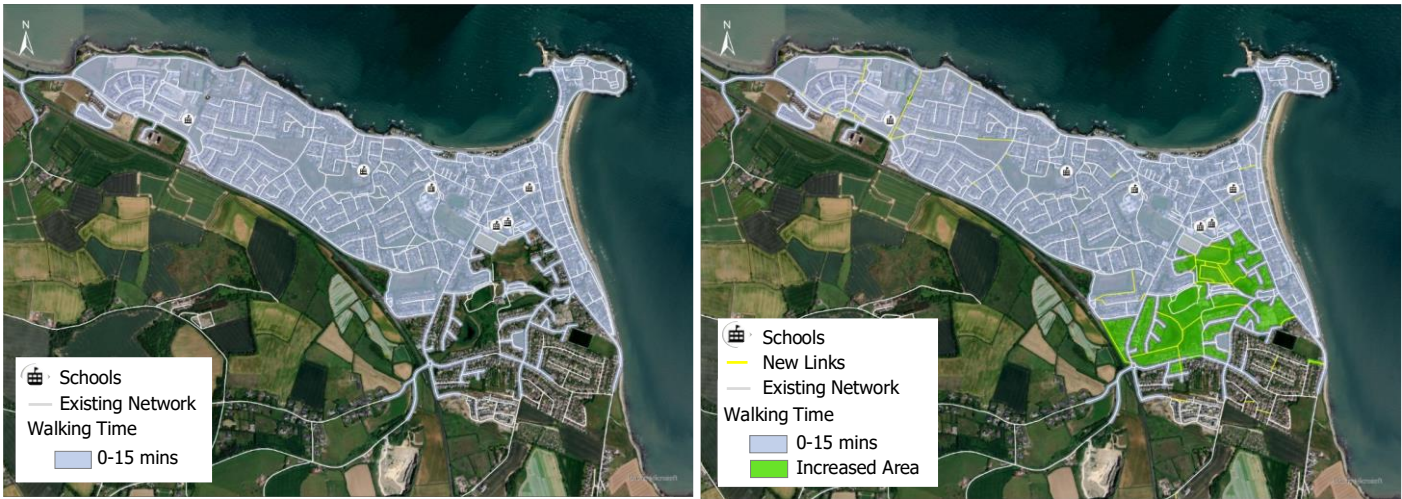 N
Schools
Existing Network
Walking Time
0-15 mins
N
Schools
New Links
Existing Network
Walking Time
0-15 mins
Increased Area